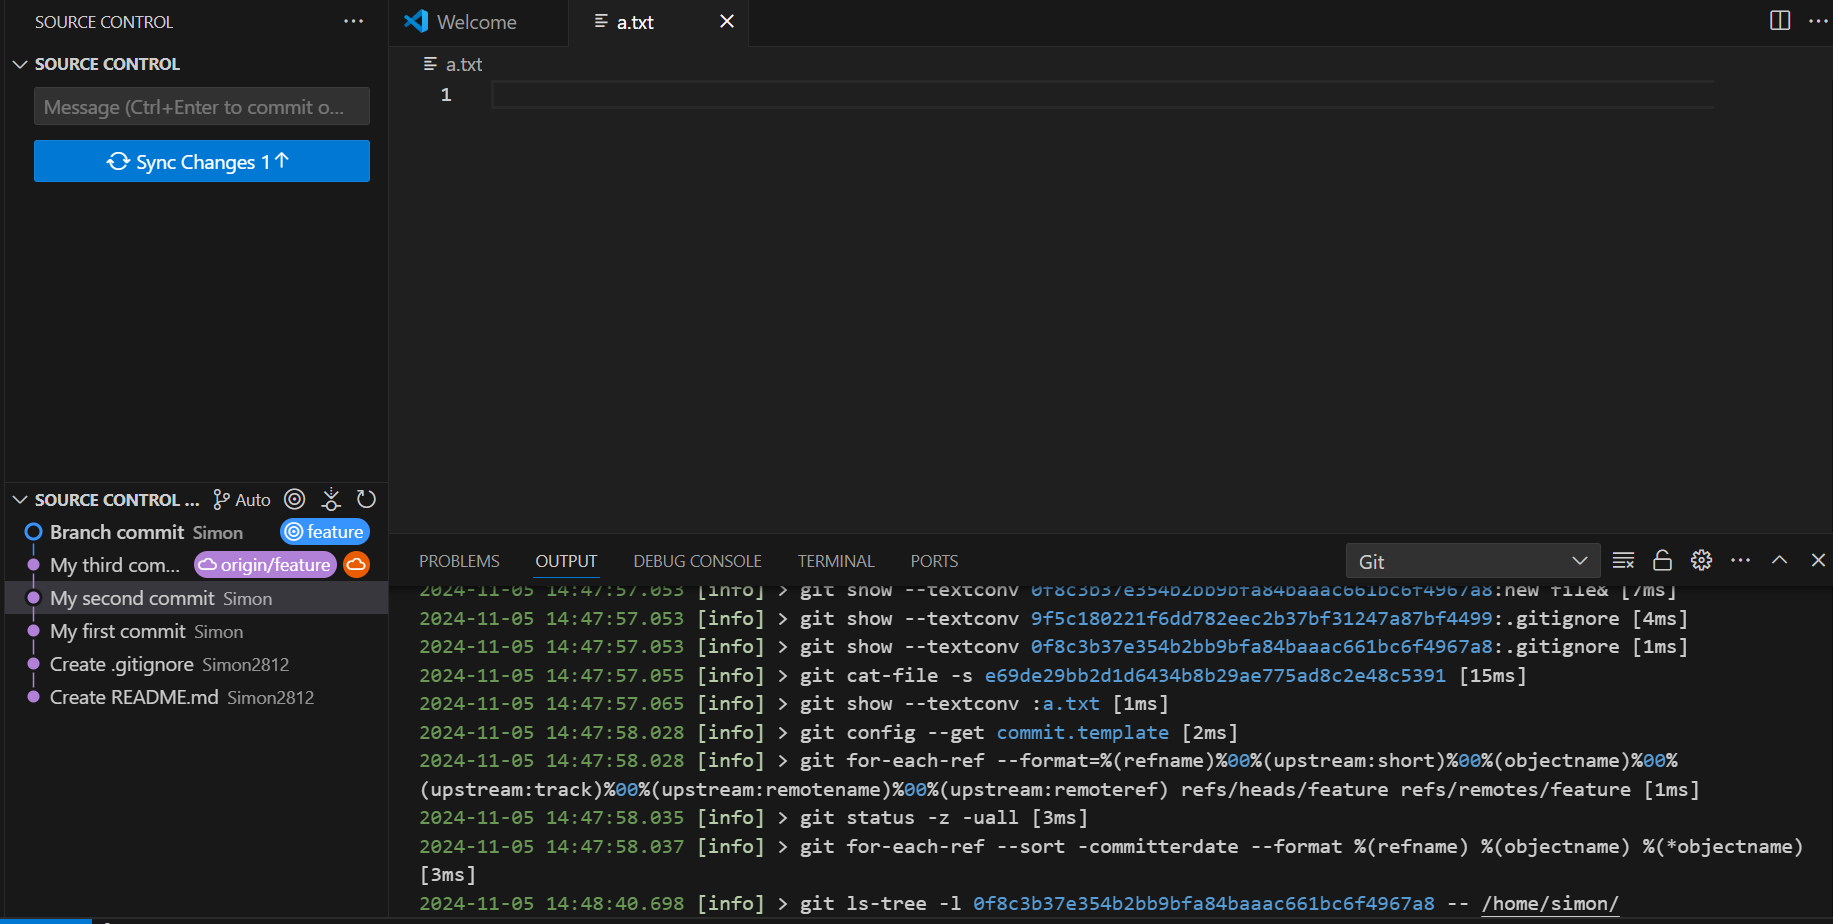 SOURCE CONTROL
SOURCE CONTROL
Message (Ctrl+Enter to commit o...
Sync Changes 1↑
SOURCE CONTROL ... Auto
Branch commit Simon feature
My third com... origin/feature
My second commit Simon
My first commit Simon
Create .gitignore Simon2812
Create README.md Simon2812
Welcome a.txt
a.txt
1
PROBLEMS OUTPUT DEBUG CONSOLE TERMINAL PORTS Git
2024-11-05 14:47:57.053 [info] > git show --textconv 0f8c3b37e354b2bb9bfa84baaac661bc6f4967a8:new file& [7ms]
2024-11-05 14:47:57.053 [info] > git show --textconv 9f5c180221f6dd782eec2b37bf31247a87bf4499:.gitignore [4ms]
2024-11-05 14:47:57.053 [info] > git show --textconv 0f8c3b37e354b2bb9bfa84baaac661bc6f4967a8:.gitignore [1ms]
2024-11-05 14:47:57.055 [info] > git cat-file -s e69de29bb2d1d6434b8b29ae775ad8c2e48c5391 [15ms]
2024-11-05 14:47:57.065 [info] > git show --textconv :a.txt [1ms]
2024-11-05 14:47:58.028 [info] > git config --get commit.template [2ms]
2024-11-05 14:47:58.028 [info] > git for-each-ref --format=%(refname)%00%(upstream:short)%00%(objectname)%00%
(upstream:track)%00%(upstream:remotename)%00%(upstream:remoteref) refs/heads/feature refs/remotes/feature [1ms]
2024-11-05 14:47:58.035 [info] > git status -z -uall [3ms]
2024-11-05 14:47:58.037 [info] > git for-each-ref --sort -committerdate --format %(refname) %(objectname) %(*objectname)
[3ms]
2024-11-05 14:48:40.698 [info] > git ls-tree -l 0f8c3b37e354b2bb9bfa84baaac661bc6f4967a8 -- /home/simon/